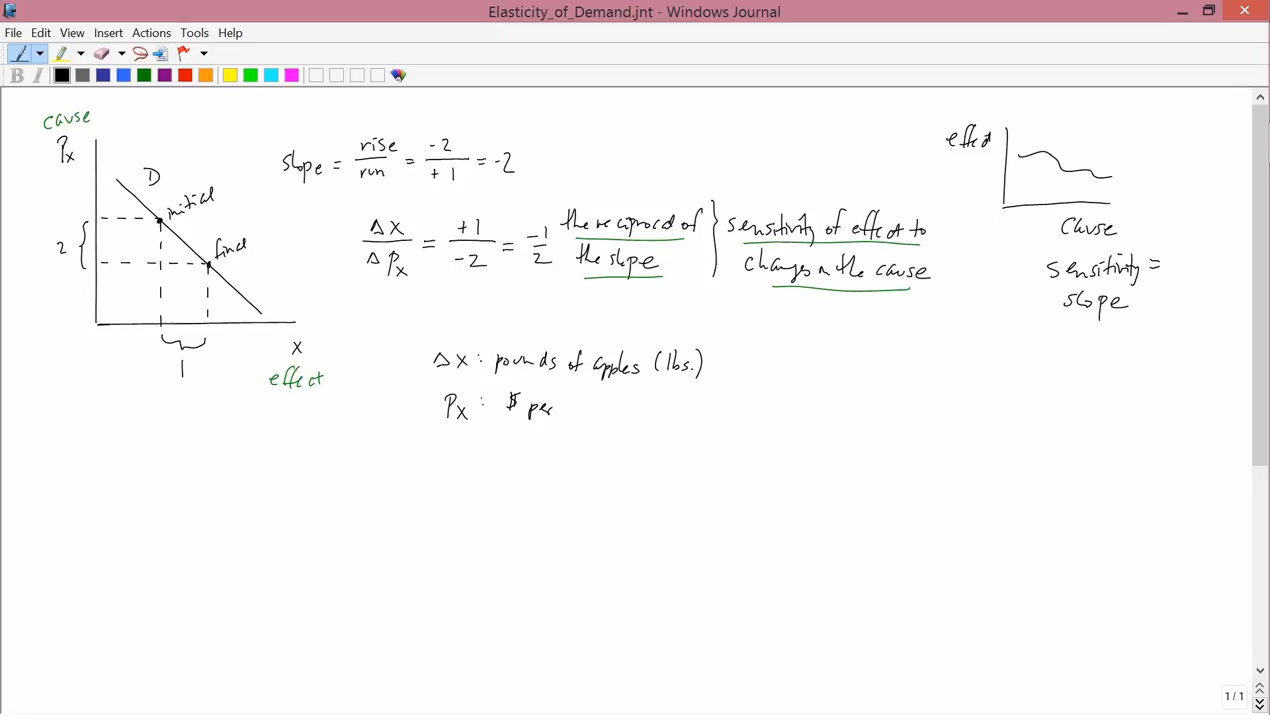 Elasticity_of_Demand.jnt - Windows Journal
File Edit View Insert Actions Tools Help
B I
cause
Px
D
initial
final
2
1
x
effect
slope = rise/run = -2/+1 = -2
Δx/ΔPx = +1/-2 = -1/2
the reciprocal of
the slope
sensitivity of effect to
changes in the cause
effect
cause
sensitivity =
slope
Δx : pounds of apples (lbs.)
Px : $ per
1 / 1